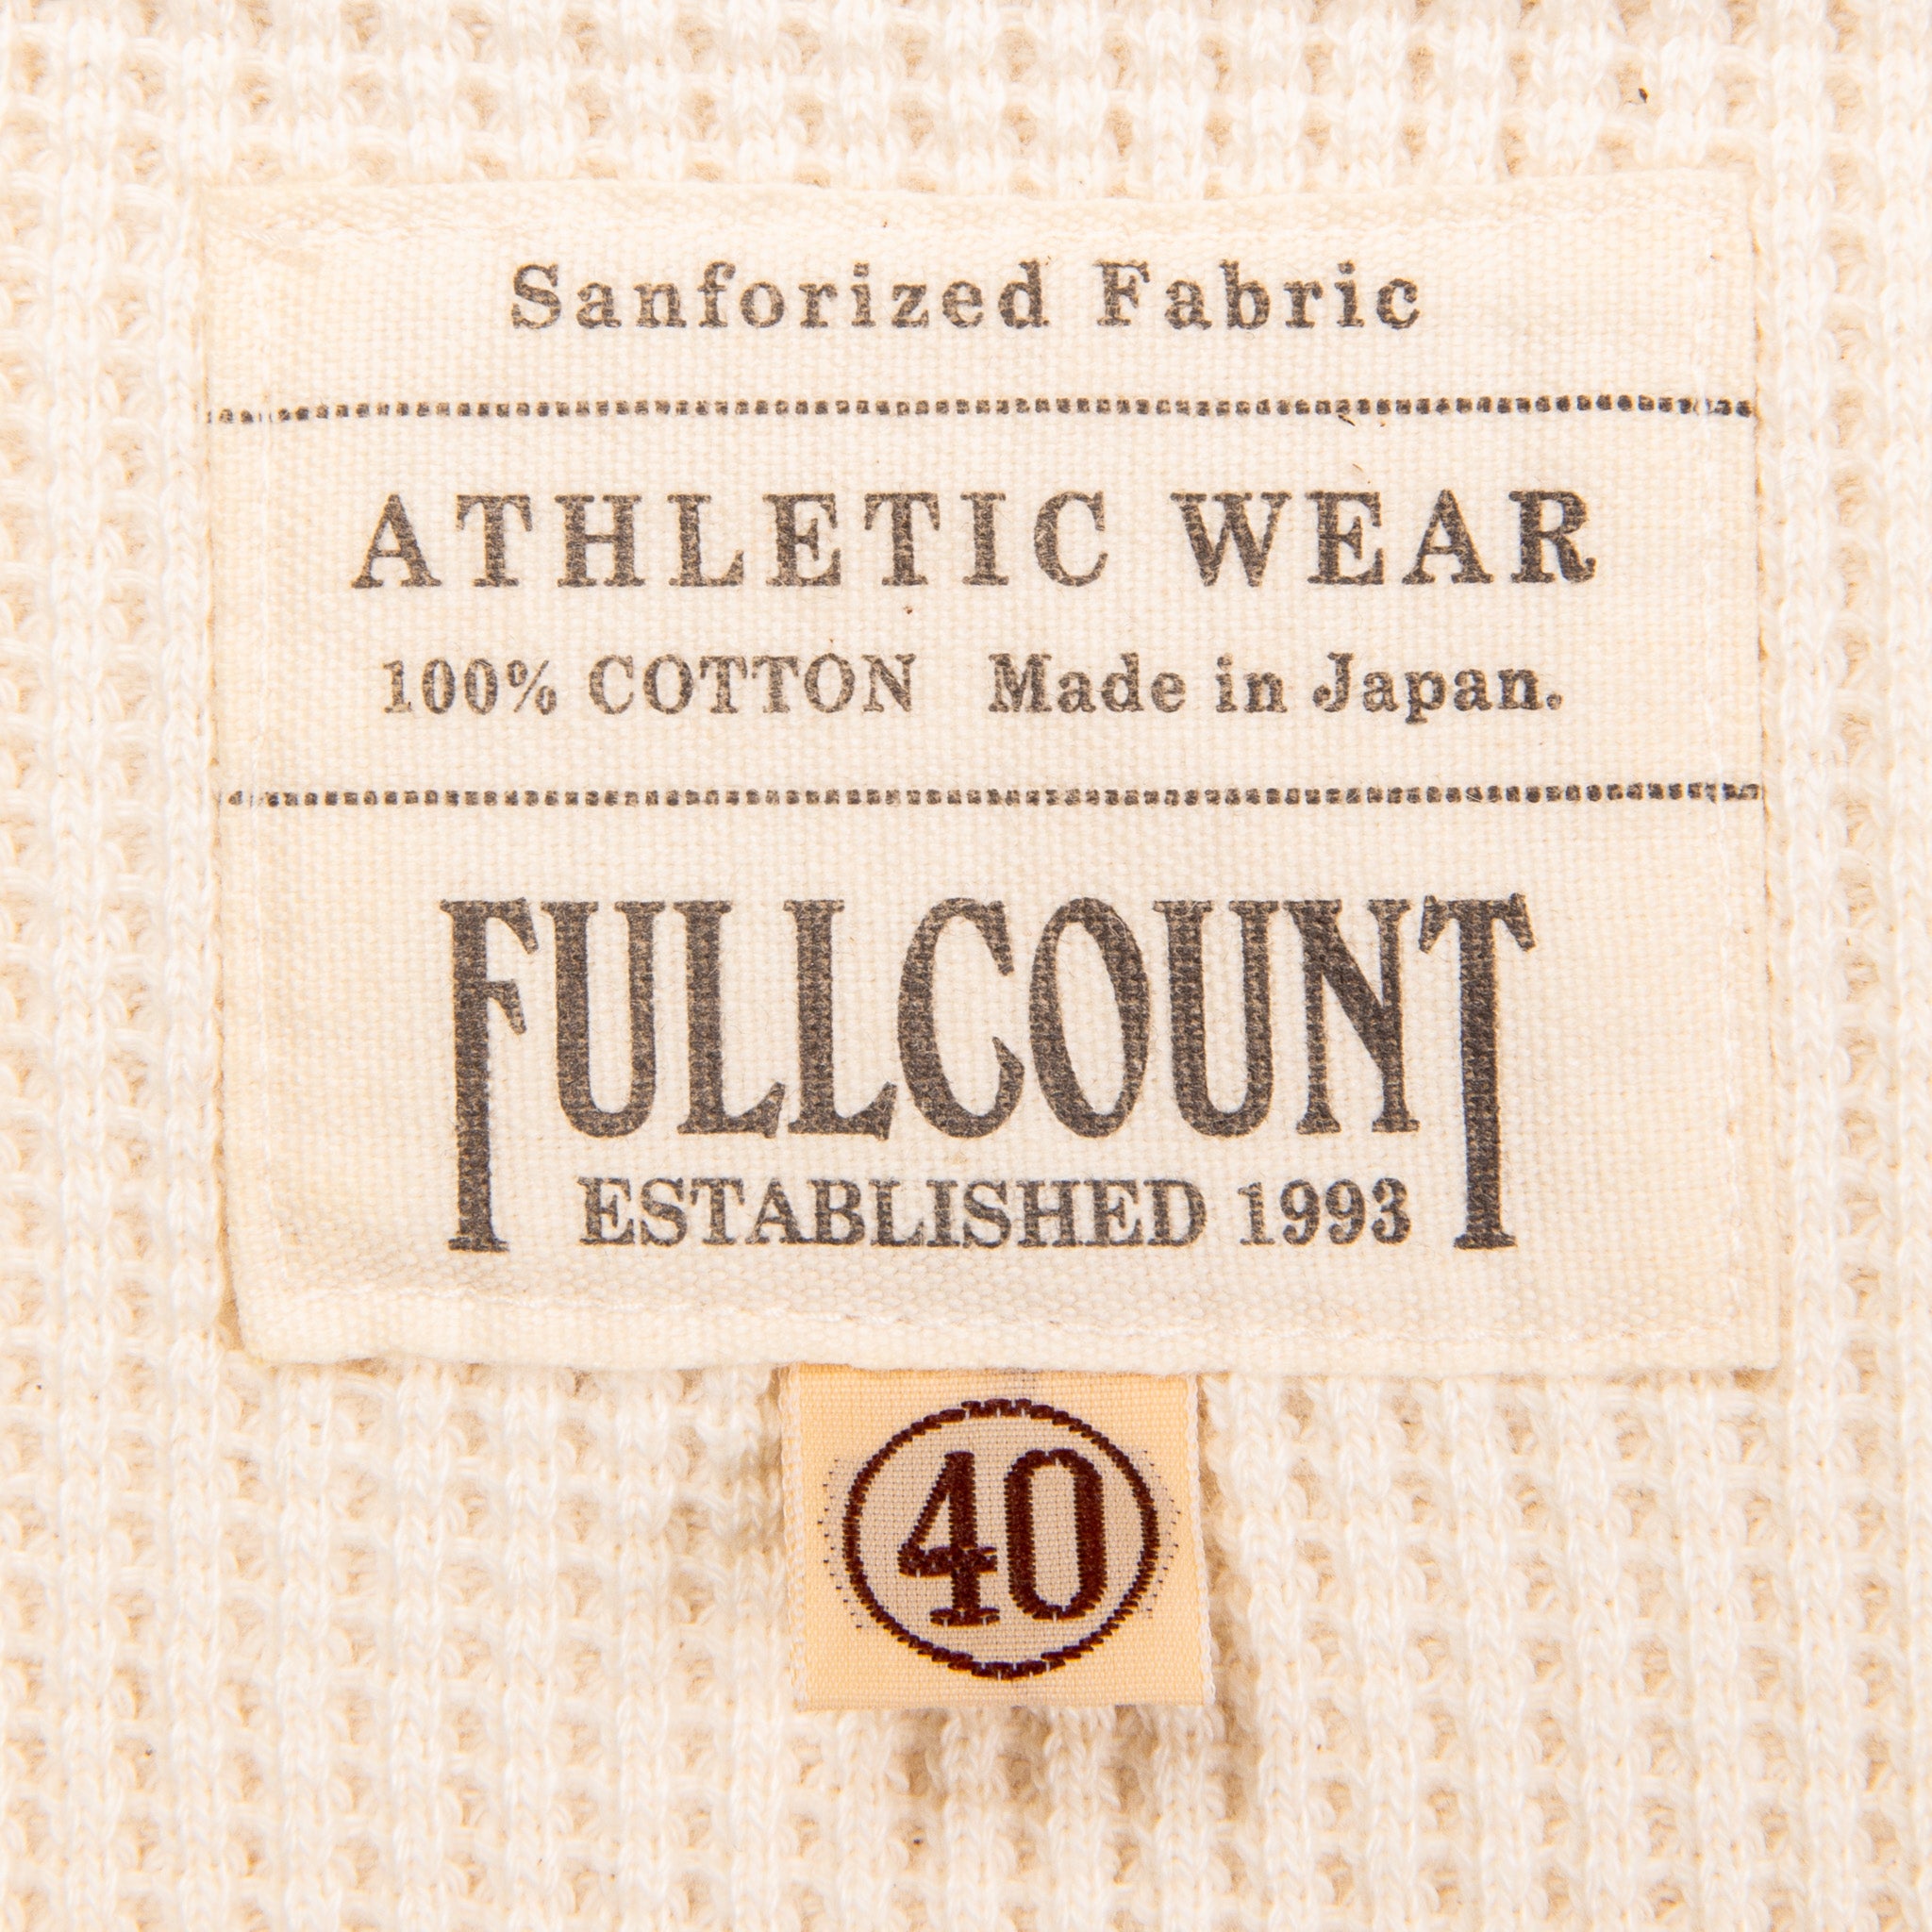 Sanforized Fabric
ATHLETIC WEAR
100% COTTON Made in Japan.
FULLCOUNT
ESTABLISHED 1993
40